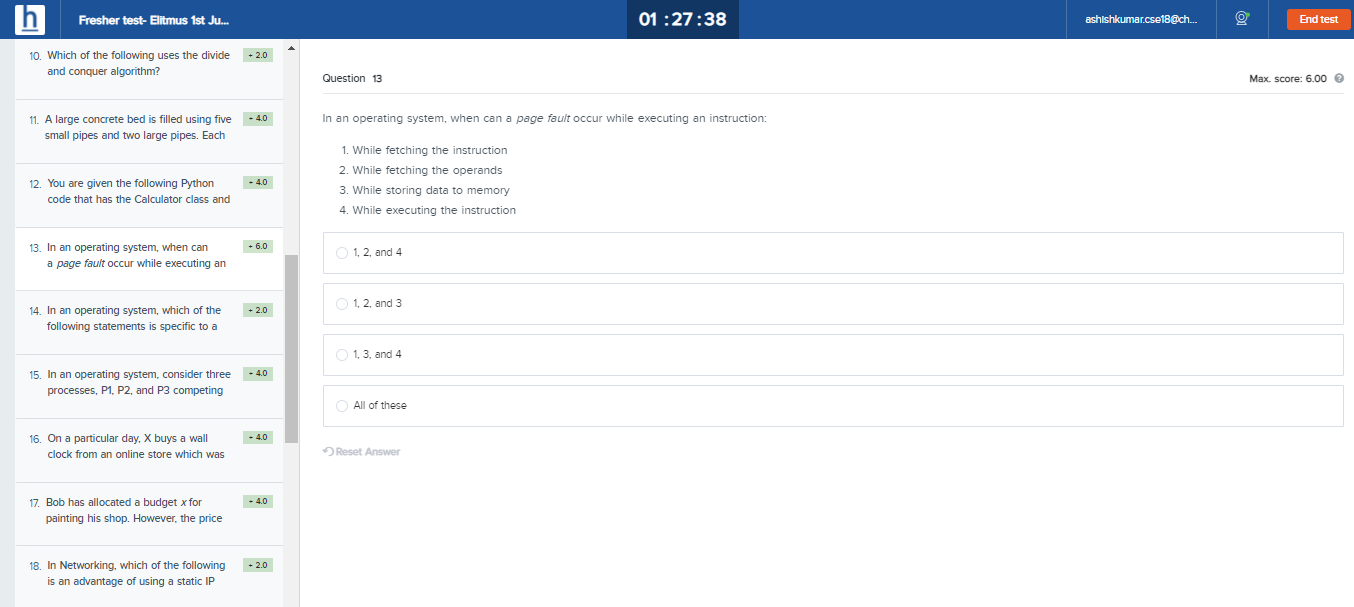 h
Fresher test- Elitmus 1st Ju...
01 :27:38
ashishkumar.cse18@ch...
End test
10. Which of the following uses the divide + 2.0
and conquer algorithm?
11. A large concrete bed is filled using five + 4.0
small pipes and two large pipes. Each
12. You are given the following Python + 4.0
code that has the Calculator class and
13. In an operating system, when can + 6.0
a page fault occur while executing an
14. In an operating system, which of the + 2.0
following statements is specific to a
15. In an operating system, consider three + 4.0
processes, P1, P2, and P3 competing
16. On a particular day, X buys a wall + 4.0
clock from an online store which was
17. Bob has allocated a budget x for + 4.0
painting his shop. However, the price
18. In Networking, which of the following + 2.0
is an advantage of using a static IP
Question 13
Max. score: 6.00 ?
In an operating system, when can a page fault occur while executing an instruction:
1. While fetching the instruction
2. While fetching the operands
3. While storing data to memory
4. While executing the instruction
1, 2, and 4
1, 2, and 3
1, 3, and 4
All of these
Reset Answer